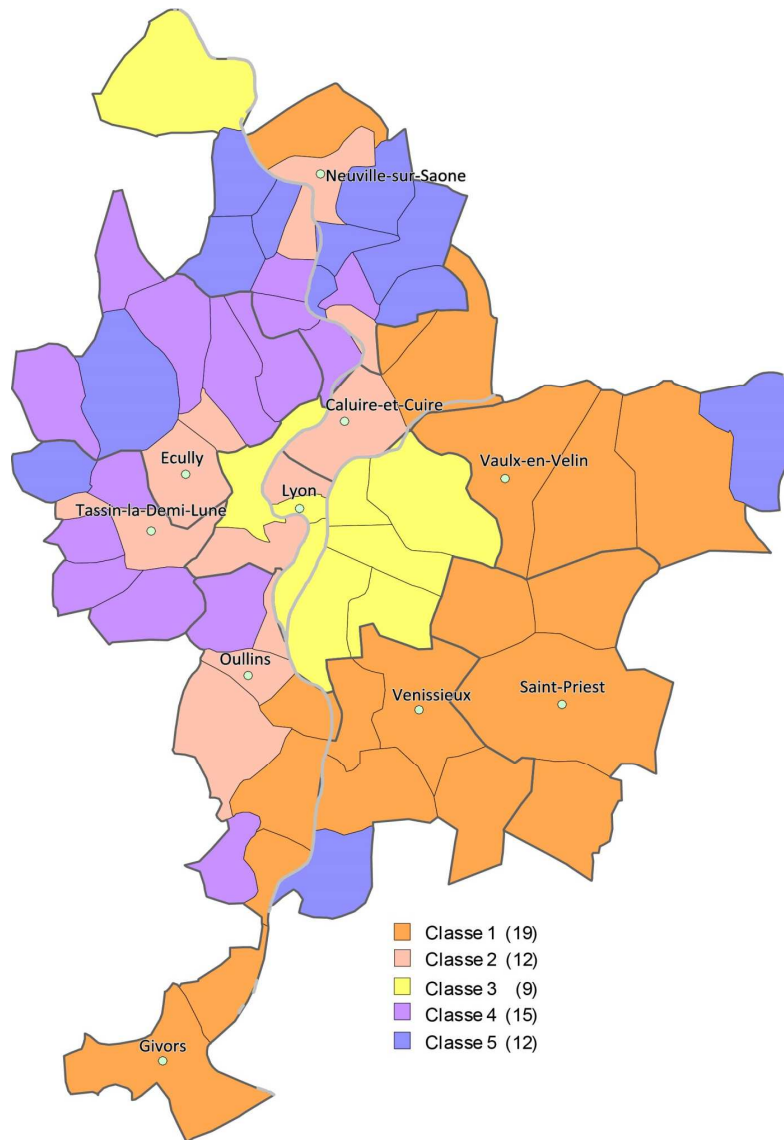 Neuville-sur-Saone
Caluire-et-Cuire
Ecully
Vaulx-en-Velin
Lyon
Tassin-la-Demi-Lune
Oullins
Venissieux
Saint-Priest
Classe 1 (19)
Classe 2 (12)
Classe 3 (9)
Classe 4 (15)
Classe 5 (12)
Givors